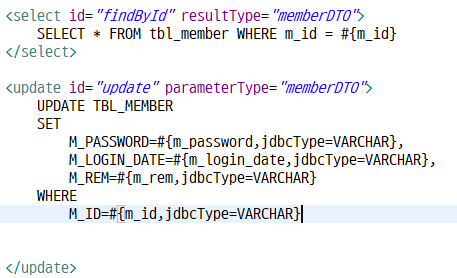 <select id="findById" resultType="memberDTO">
SELECT * FROM tbl_member WHERE m_id = #{m_id}
</select>
<update id="update" parameterType="memberDTO">
UPDATE TBL_MEMBER
SET
M_PASSWORD=#{m_password,jdbcType=VARCHAR},
M_LOGIN_DATE=#{m_login_date,jdbcType=VARCHAR},
M_REM=#{m_rem,jdbcType=VARCHAR}
WHERE
M_ID=#{m_id,jdbcType=VARCHAR}
</update>